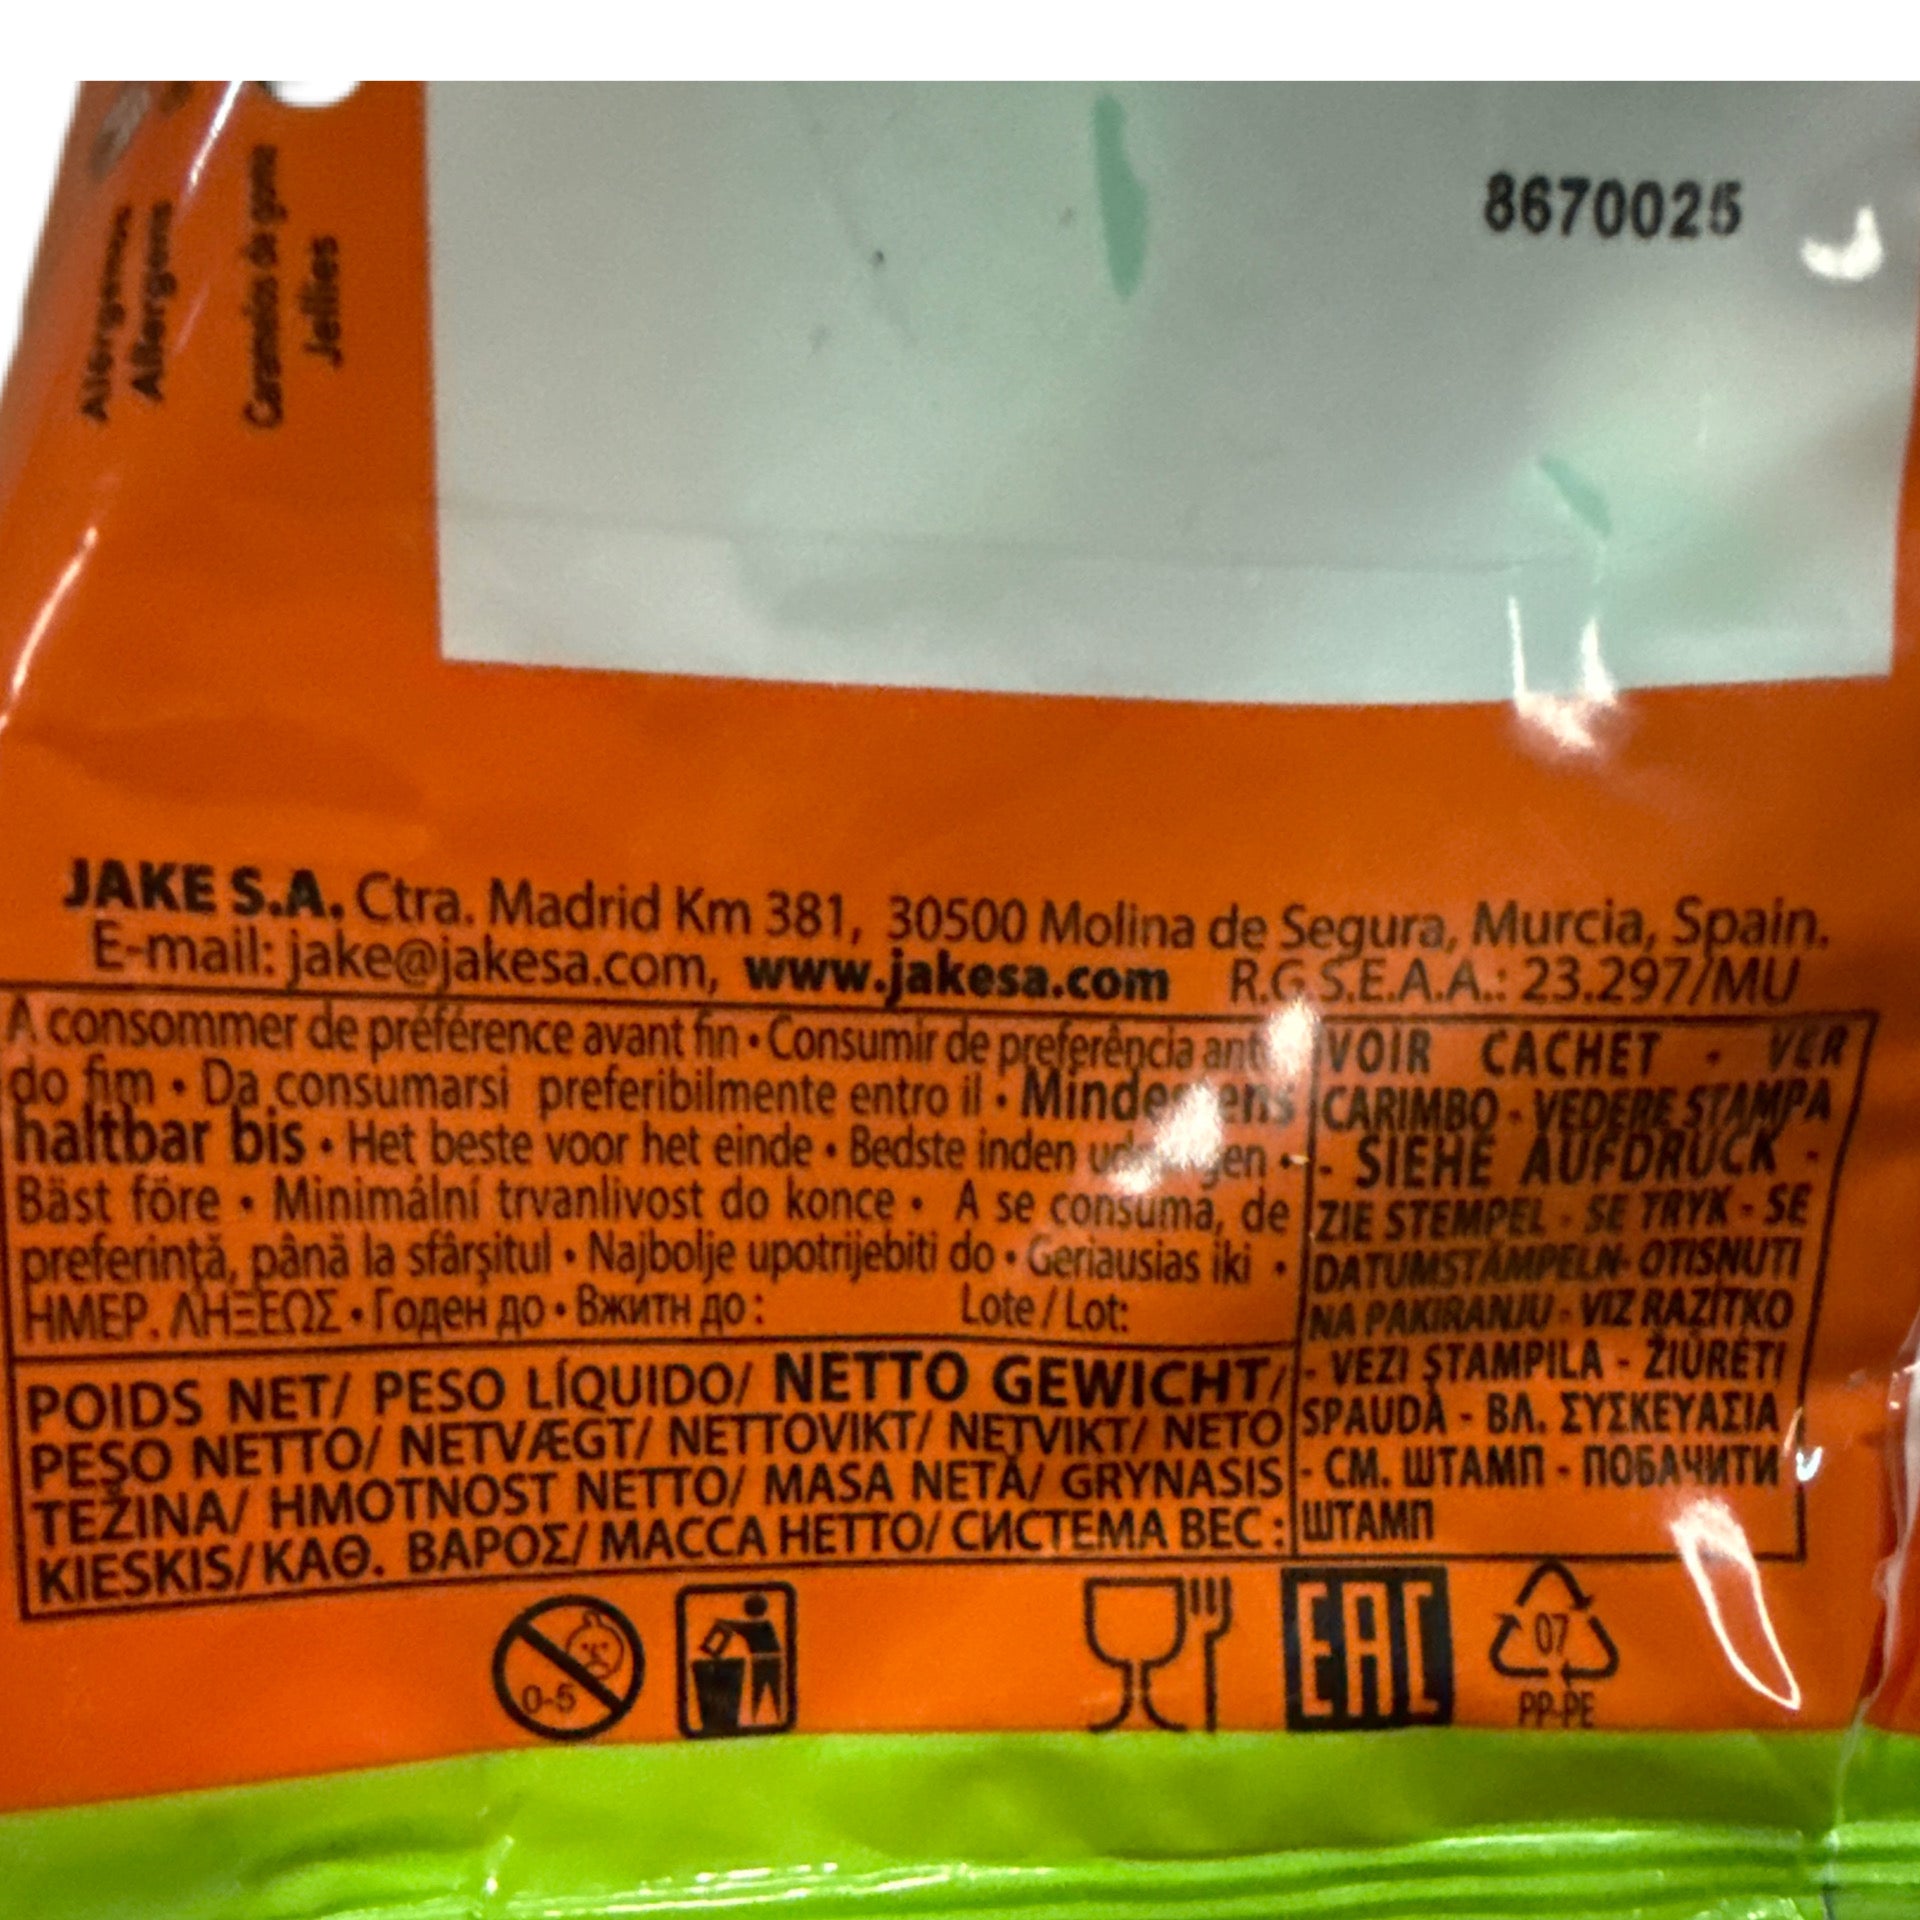 Alérgenos
Allergens
Caramelos de goma
Jellies
8670025
JAKE S.A. Ctra. Madrid Km 381, 30500 Molina de Segura, Murcia, Spain.
E-mail: jake@jakesa.com, www.jakesa.com R.G.S.E.A.A.: 23.297/MU
A consommer de préférence avant fin • Consumir de preferência
do fim • Da consumarsi preferibilmente entro il •
haltbar bis • Het beste voor het einde • Bedste inden
Bäst före • Minimální trvanlivost do konce • A se consuma, de
preferinţă, până la sfârşitul • Najbolje upotrijebiti do • Geriausias iki •
ΗΜΕΡ. ΛΗΞΕΩΣ • Годен до • Вжитн до : Lote / Lot:
VOIR CACHET - VER
CARIMBO - VEDERE STAMPA
- SIEHE AUFDRUCK -
ZIE STEMPEL - SE TRYK - SE
DATUMSTÄMPELN- OTISNUTI
NA PAKIRANJU - VIZ RAZÍTKO
- VEZI ŞTAMPILA - ŽIŪRĖTI
SPAUDĄ - ΒΛ. ΣΥΣΚΕΥΑΣΙΑ
- СМ. ШТАМП - ПОБАЧИТИ
ШТАМП
POIDS NET/ PESO LÍQUIDO/ NETTO GEWICHT/
PESO NETTO/ NETVÆGT/ NETTOVIKT/ NETVIKT/ NETO
TEŽINA/ HMOTNOST NETTO/ MASA NETĂ/ GRYNASIS
KIESKIS/ ΚΑΘ. ΒΑΡΟΣ/ МАССА НЕТТО/ СИСТЕМА ВЕС :
0-5
EAC
07
PP-PE